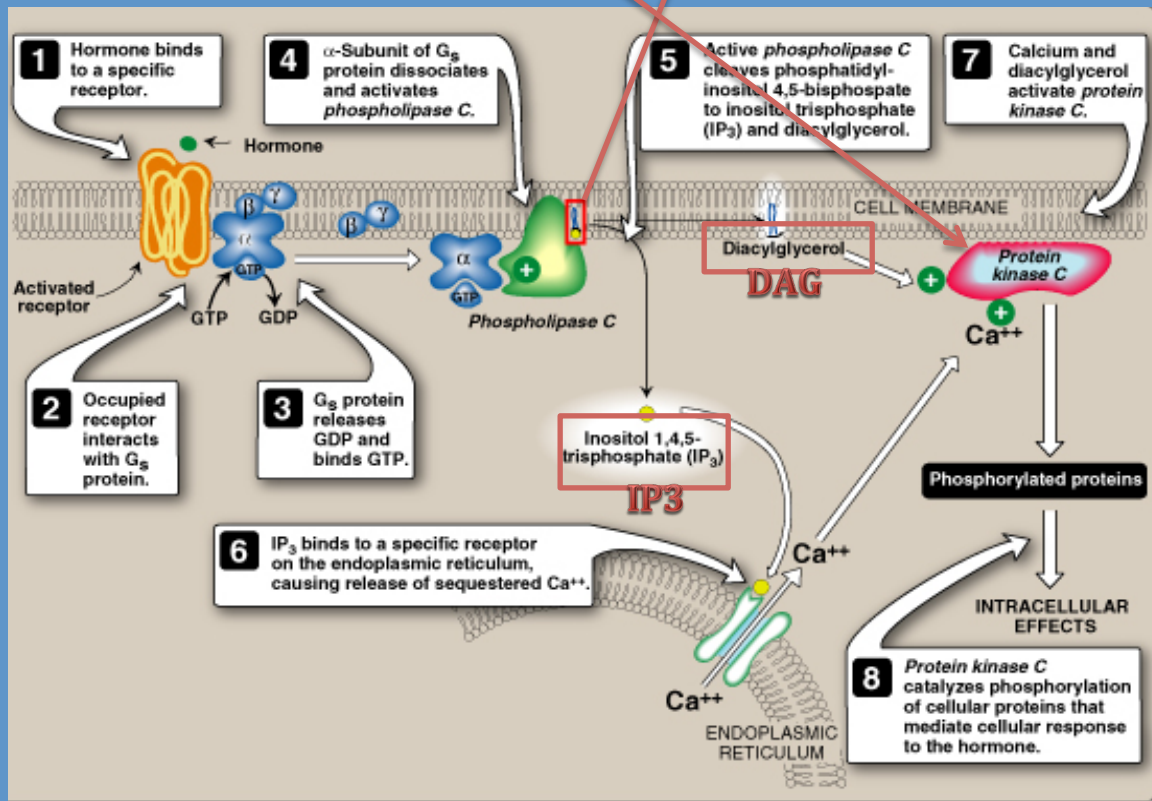 1
Hormone binds
to a specific
receptor.
4
α-Subunit of Gs
protein dissociates
and activates
phospholipase C.
5
Active phospholipase C
cleaves phosphatidyl-
inositol 4,5-bisphospate
to inositol trisphosphate
(IP3) and diacylglycerol.
7
Calcium and
diacylglycerol
activate protein
kinase C.
Hormone
CELL MEMBRANE
β γ
α
GTP
β γ
α
GTP
+
Diacylglycerol
DAG
+
Protein
kinase C
+
Ca++
Activated
receptor
GTP
GDP
Phospholipase C
2
Occupied
receptor
interacts
with Gs
protein.
3
Gs protein
releases
GDP and
binds GTP.
Inositol 1,4,5-
trisphosphate (IP3)
IP3
Phosphorylated proteins
6
IP3 binds to a specific receptor
on the endoplasmic reticulum,
causing release of sequestered Ca++.
Ca++
Ca++
ENDOPLASMIC
RETICULUM
INTRACELLULAR
EFFECTS
8
Protein kinase C
catalyzes phosphorylation
of cellular proteins that
mediate cellular response
to the hormone.